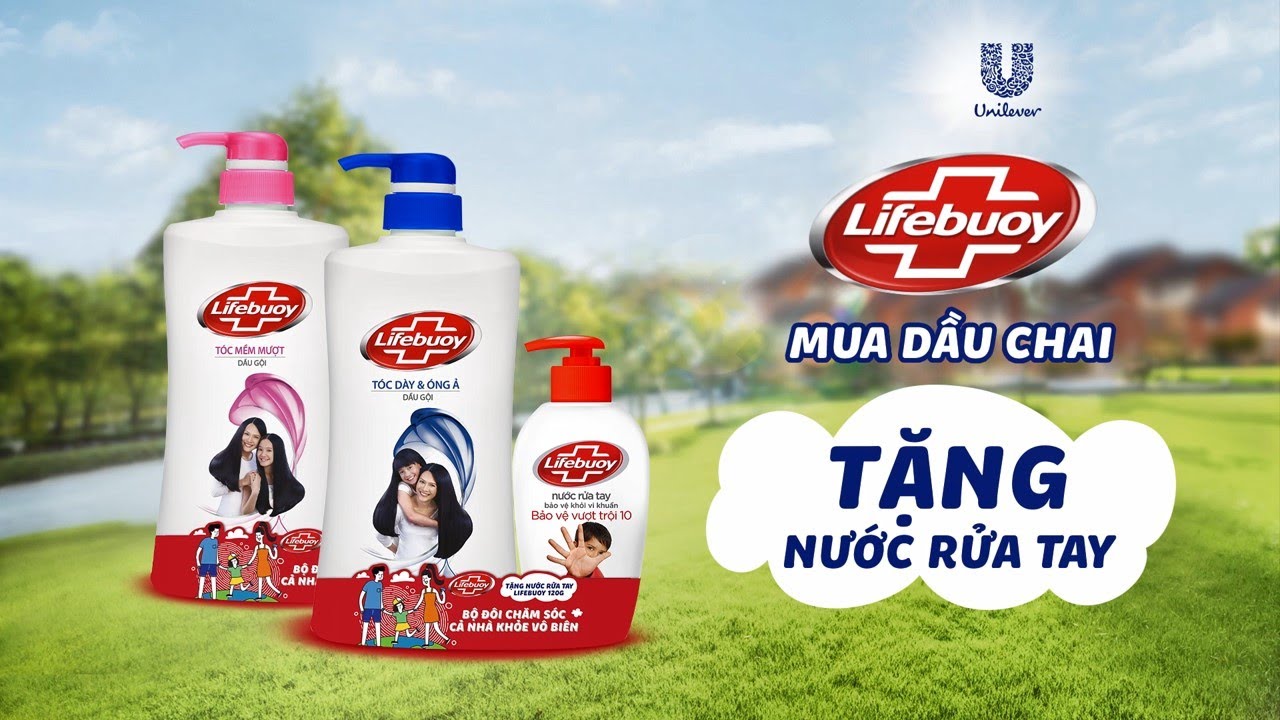 Unilever
Lifebuoy
MUA DẦU CHAI
TẶNG
NƯỚC RỬA TAY
Lifebuoy
TÓC MỀM MƯỢT
DẦU GỘI
Lifebuoy
BỘ Đ
CẢ NHÀ
Lifebuoy
TÓC DÀY & ÓNG Ả
DẦU GỘI
Lifebuoy
nước rửa tay
bảo vệ khỏi vi khuẩn
Bảo vệ vượt trội 10
Lifebuoy
TẶNG NƯỚC RỬA TAY
LIFEBUOY 120G
BỘ ĐÔI CHĂM SÓC
CẢ NHÀ KHỎE VÔ BIÊN